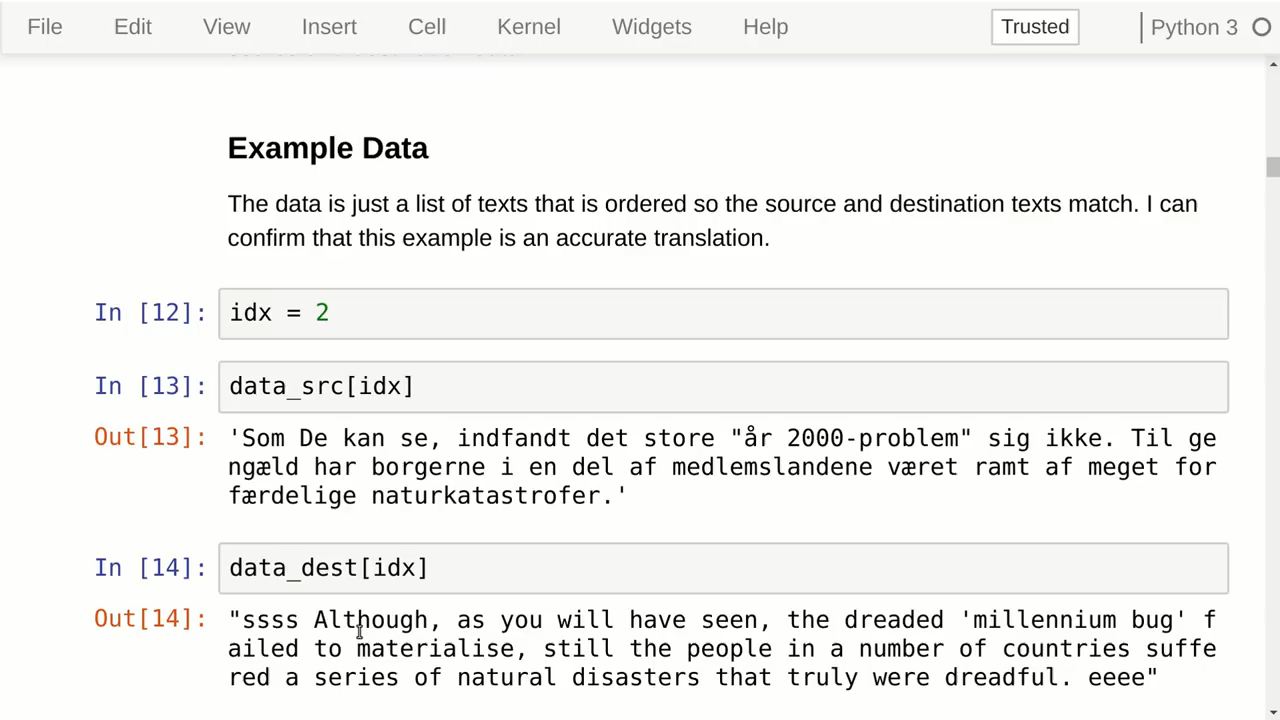 File Edit View Insert Cell Kernel Widgets Help Trusted Python 3
Example Data
The data is just a list of texts that is ordered so the source and destination texts match. I can
confirm that this example is an accurate translation.
In [12]: idx = 2
In [13]: data_src[idx]
Out[13]: 'Som De kan se, indfandt det store "år 2000-problem" sig ikke. Til ge
ngæld har borgerne i en del af medlemslandene været ramt af meget for
færdelige naturkatastrofer.'
In [14]: data_dest[idx]
Out[14]: "ssss Although, as you will have seen, the dreaded 'millennium bug' f
ailed to materialise, still the people in a number of countries suffe
red a series of natural disasters that truly were dreadful. eeee"